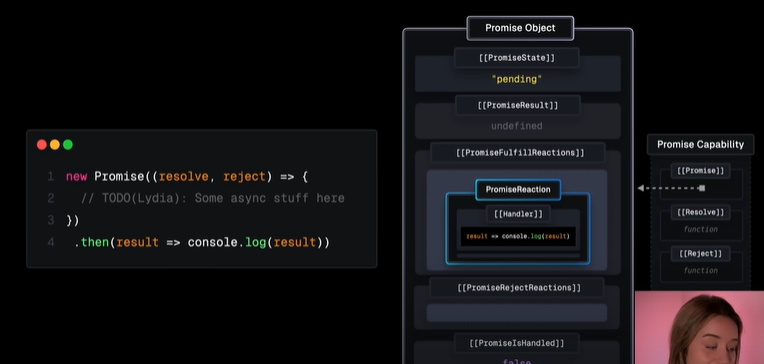 1 new Promise((resolve, reject) => {
2 // TODO(Lydia): Some async stuff here
3 })
4 .then(result => console.log(result))
Promise Object
[[PromiseState]]
"pending"
[[PromiseResult]]
undefined
[[PromiseFulfillReactions]]
PromiseReaction
[[Handler]]
result => console.log(result)
[[PromiseRejectReactions]]
[[PromiseIsHandled]]
false
Promise Capability
[[Promise]]
[[Resolve]]
function
[[Reject]]
function